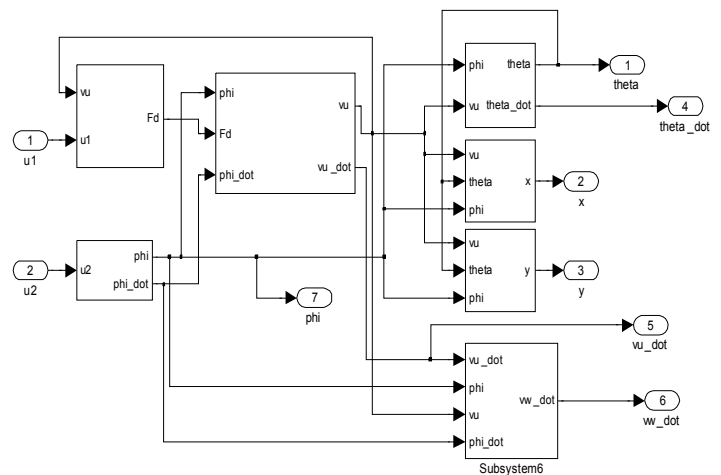 vu
u1
Fd
1
u1
phi
Fd
phi_dot
vu
vu_dot
phi
vu
theta
theta_dot
1
theta
4
theta_dot
vu
theta
phi
x
2
x
vu
theta
phi
y
3
y
2
u2
u2
phi
phi_dot
7
phi
5
vu_dot
vu_dot
phi
vu
phi_dot
vw_dot
6
vw_dot
Subsystem6